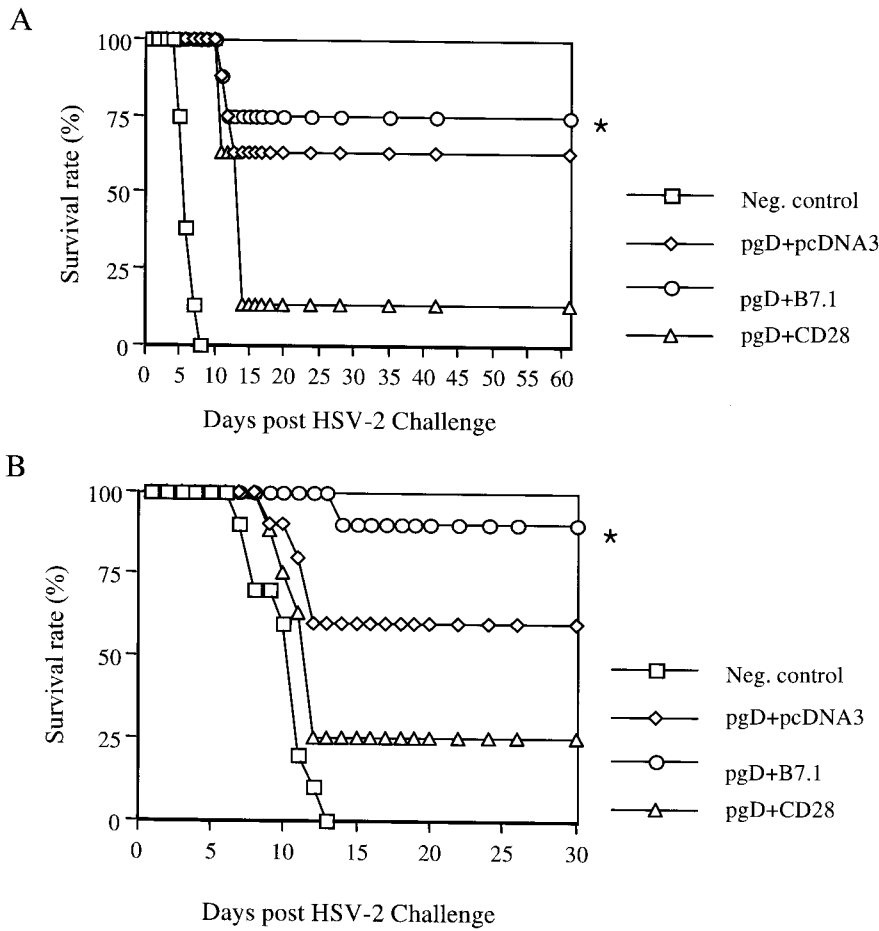 A
100
75
50
25
0
Survival rate (%)
0 5 10 15 20 25 30 35 40 45 50 55 60
Days post HSV-2 Challenge
*
Neg. control
pgD+pcDNA3
pgD+B7.1
pgD+CD28
B
100
75
50
25
0
Survival rate (%)
0 5 10 15 20 25 30
Days post HSV-2 Challenge
*
Neg. control
pgD+pcDNA3
pgD+B7.1
pgD+CD28